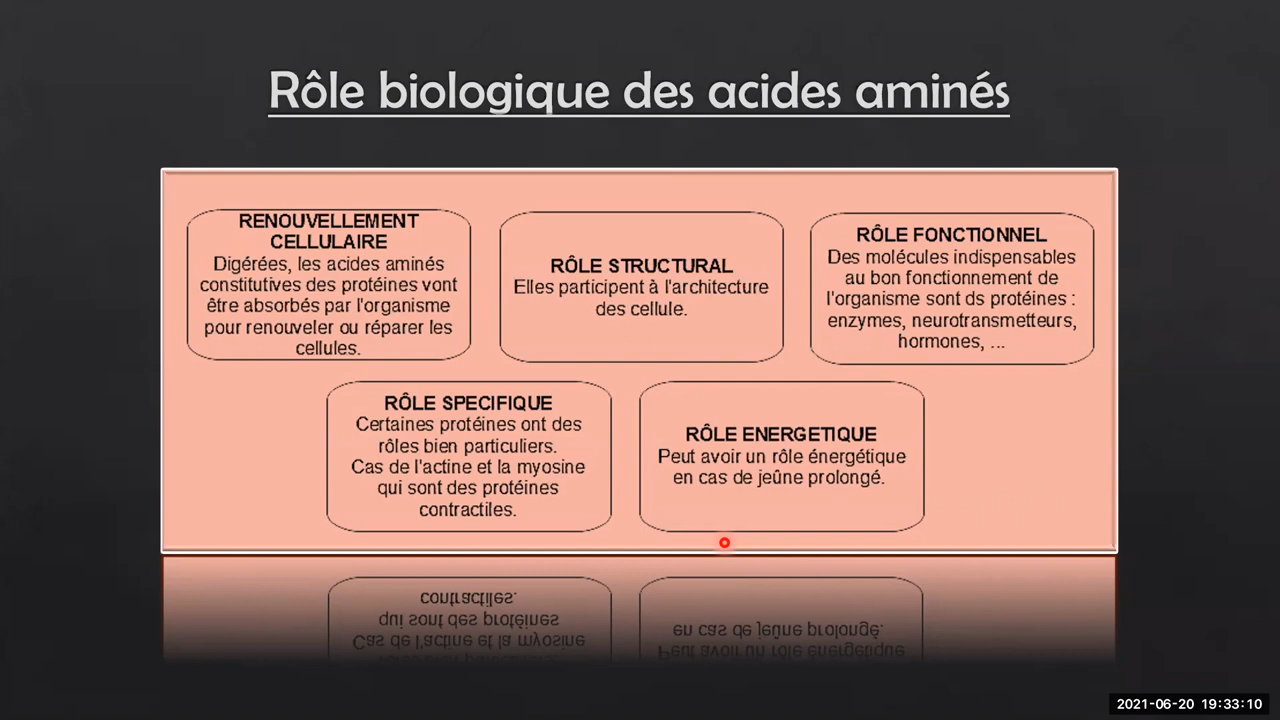 Rôle biologique des acides aminés
RENOUVELLEMENT
CELLULAIRE
Digérées, les acides aminés
constitutives des protéines vont
être absorbés par l'organisme
pour renouveler ou réparer les
cellules.
RÔLE STRUCTURAL
Elles participent à l'architecture
des cellule.
RÔLE FONCTIONNEL
Des molécules indispensables
au bon fonctionnement de
l'organisme sont ds protéines :
enzymes, neurotransmetteurs,
hormones, ...
RÔLE SPECIFIQUE
Certaines protéines ont des
rôles bien particuliers.
Cas de l'actine et la myosine
qui sont des protéines
contractiles.
RÔLE ENERGETIQUE
Peut avoir un rôle énergétique
en cas de jeûne prolongé.
2021-06-20 19:33:10